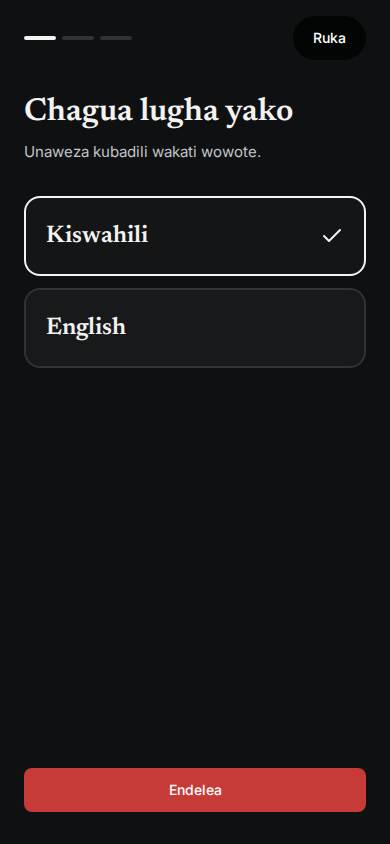 Ruka
Chagua lugha yako
Unaweza kubadili wakati wowote.
Kiswahili
English
Endelea